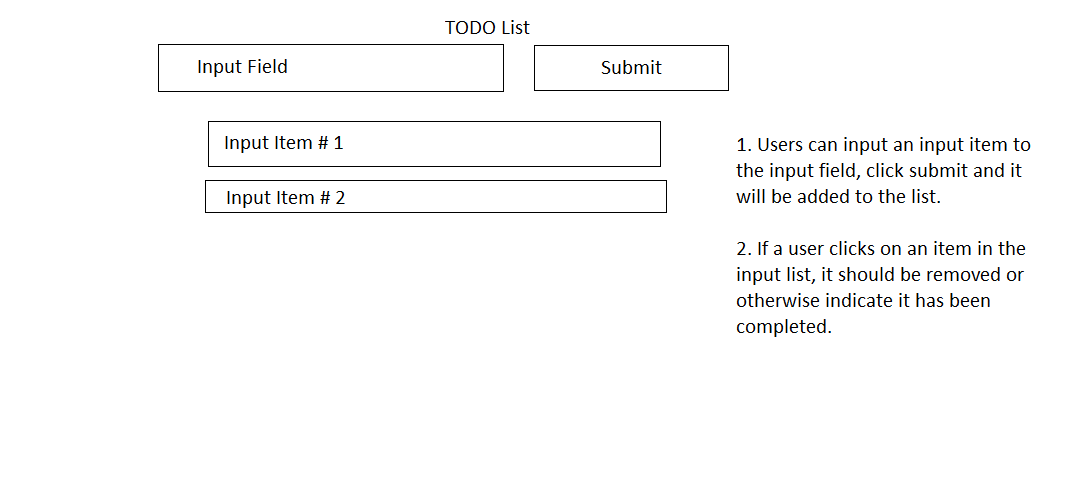 TODO List
Input Field
Submit
Input Item # 1
Input Item # 2
1. Users can input an input item to
the input field, click submit and it
will be added to the list.
2. If a user clicks on an item in the
input list, it should be removed or
otherwise indicate it has been
completed.